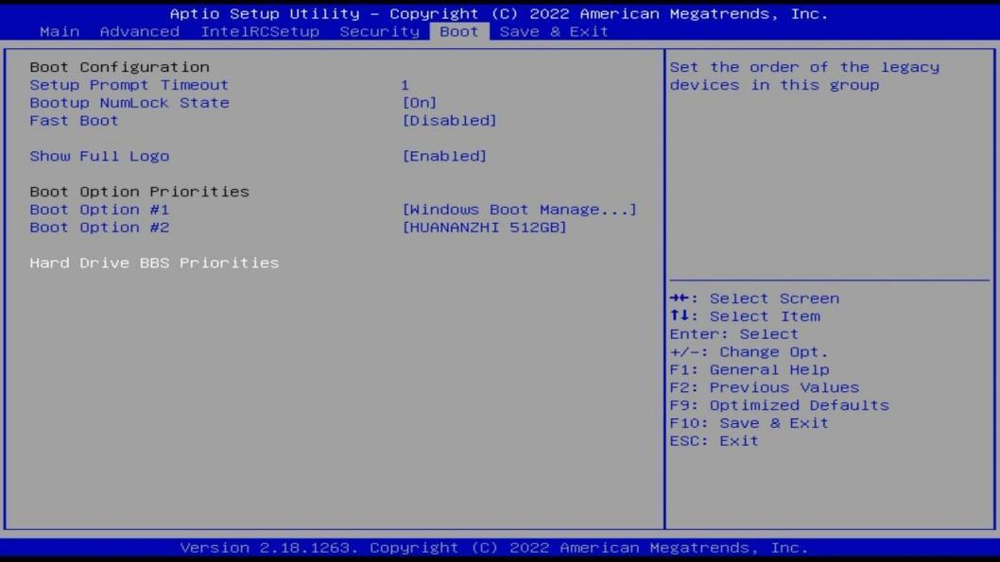 Aptio Setup Utility – Copyright (C) 2022 American Megatrends, Inc.
Main Advanced IntelRCSetup Security Boot Save & Exit
Boot Configuration
Setup Prompt Timeout 1
Bootup NumLock State [On]
Fast Boot [Disabled]
Show Full Logo [Enabled]
Boot Option Priorities
Boot Option #1 [Windows Boot Manage...]
Boot Option #2 [HUANANZHI 512GB]
Hard Drive BBS Priorities
Set the order of the legacy
devices in this group
→←: Select Screen
↑↓: Select Item
Enter: Select
+/-: Change Opt.
F1: General Help
F2: Previous Values
F9: Optimized Defaults
F10: Save & Exit
ESC: Exit
Version 2.18.1263. Copyright (C) 2022 American Megatrends, Inc.